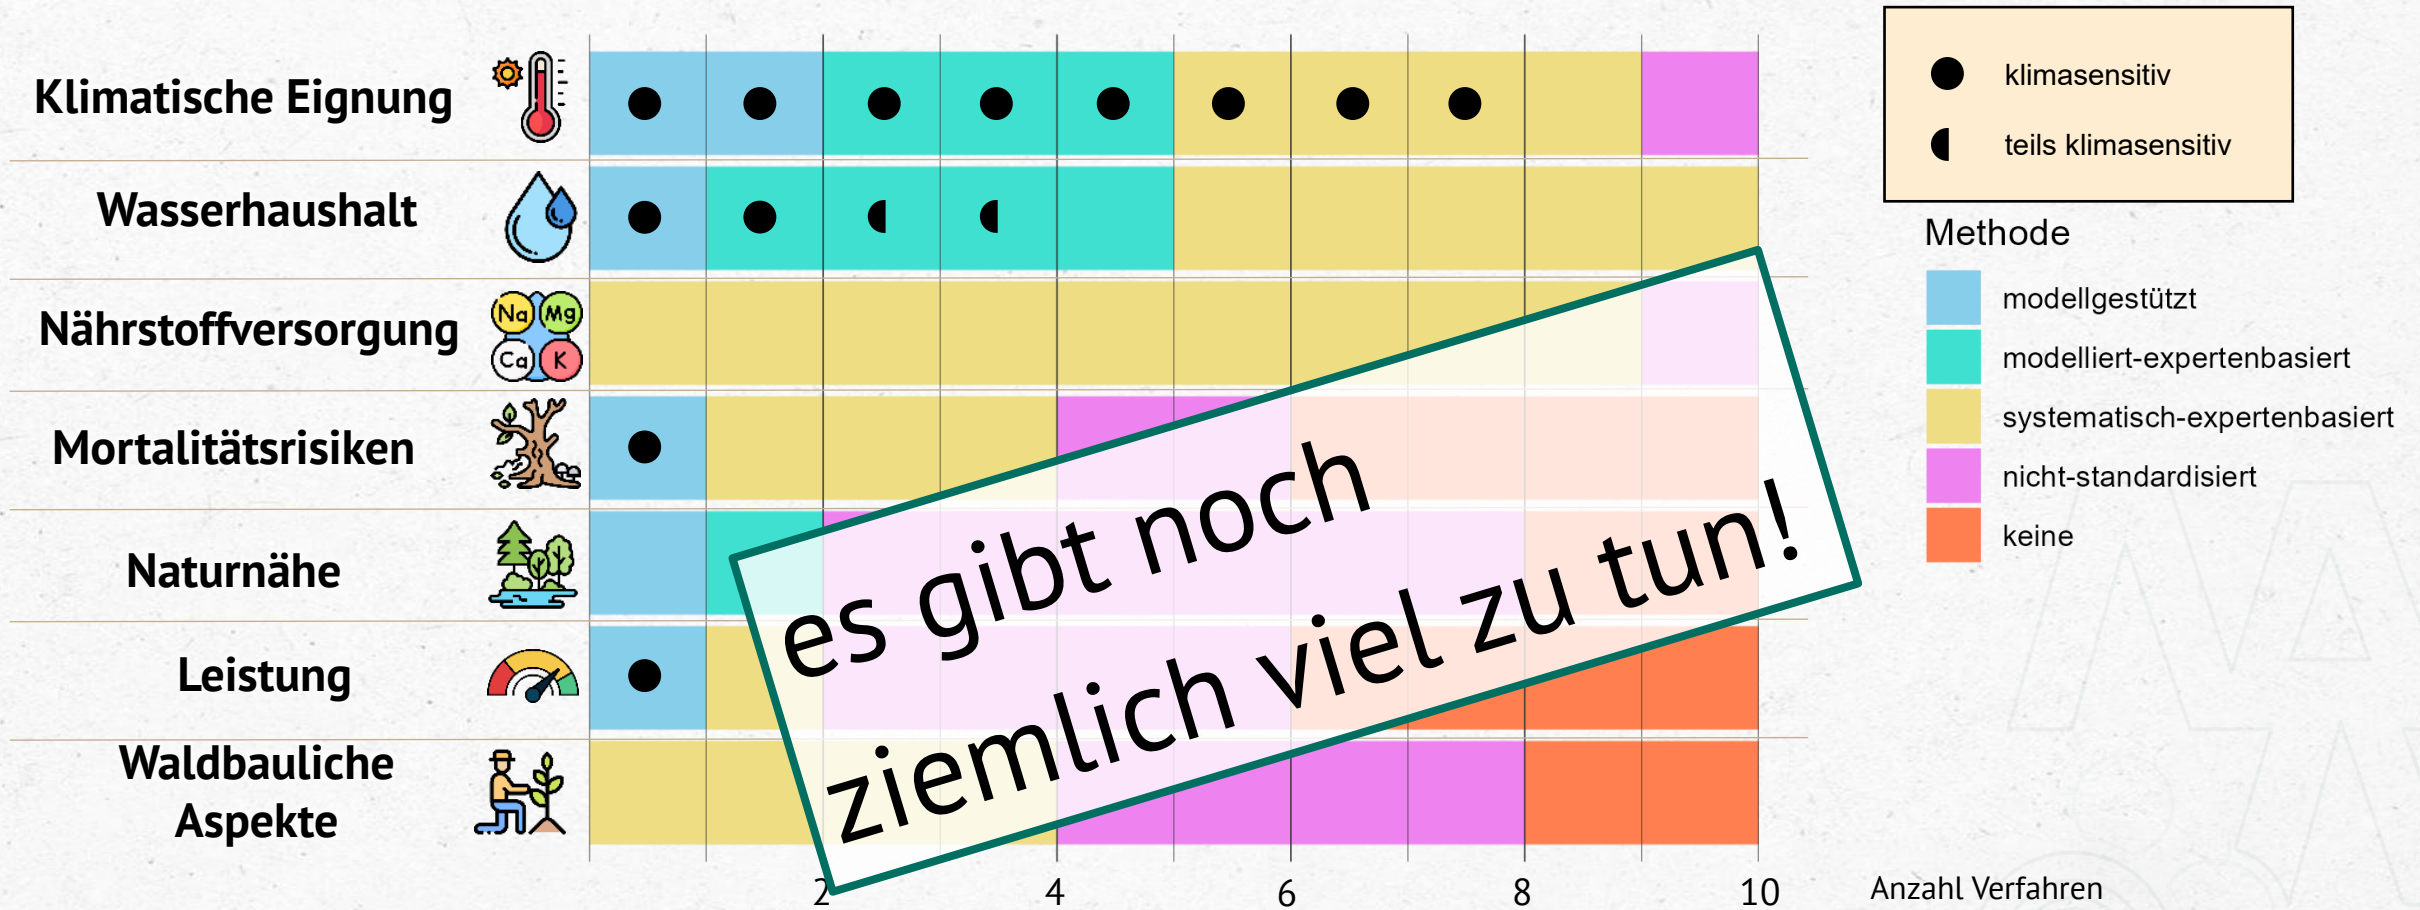 Klimatische Eignung
Wasserhaushalt
Nährstoffversorgung
Na Mg
Ca K
Mortalitätsrisiken
Naturnähe
Leistung
Waldbauliche
Aspekte
es gibt noch
ziemlich viel zu tun!
2 4 6 8 10 Anzahl Verfahren
klimasensitiv
teils klimasensitiv
Methode
modellgestützt
modelliert-expertenbasiert
systematisch-expertenbasiert
nicht-standardisiert
keine